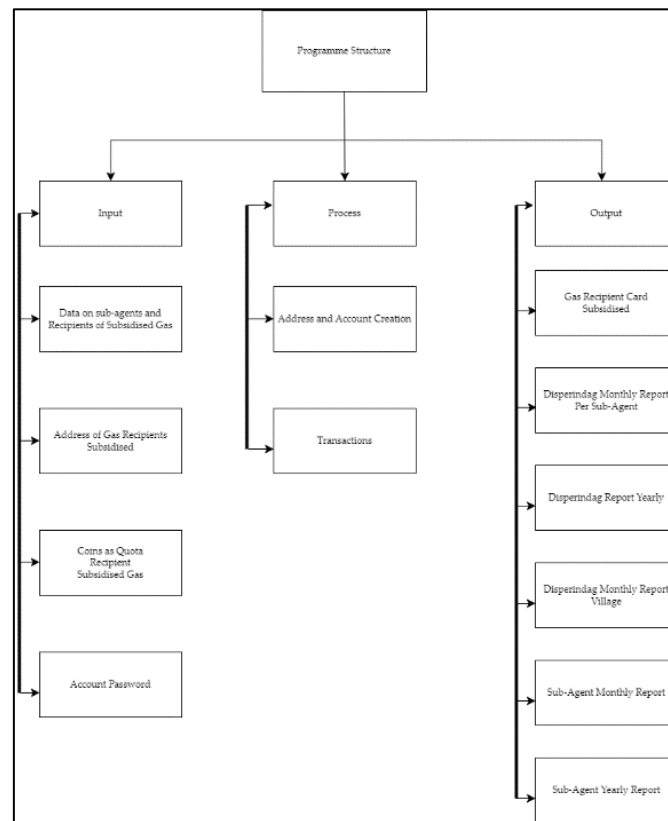 Programme Structure
Input
Data on sub-agents and
Recipients of Subsidised Gas
Address of Gas Recipients
Subsidised
Coins as Quota
Recipient
Subsidised Gas
Account Password
Process
Address and Account Creation
Transactions
Output
Gas Recipient Card
Subsidised
Disperindag Monthly Report
Per Sub-Agent
Disperindag Report Yearly
Disperindag Monthly Report
Village
Sub-Agent Monthly Report
Sub-Agent Yearly Report